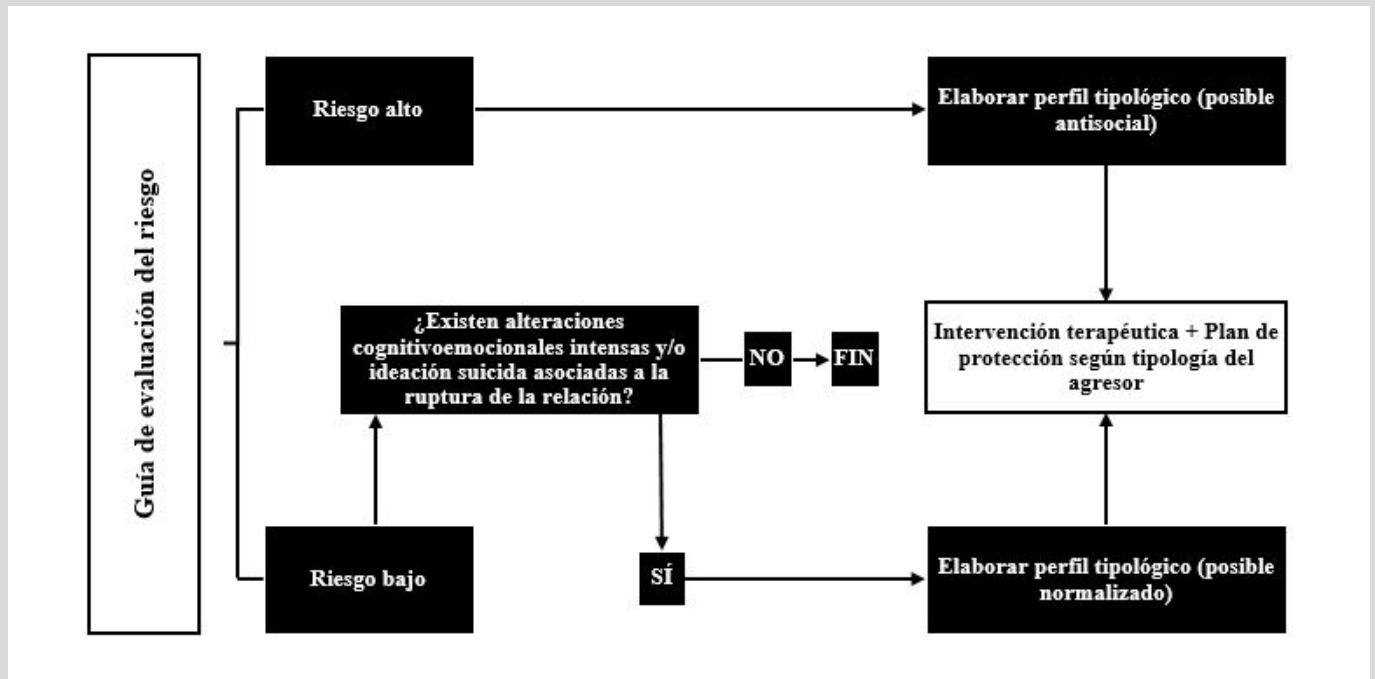 Guía de evaluación del riesgo
Riesgo alto
Elaborar perfil tipológico (posible
antisocial)
¿Existen alteraciones
cognitivoemocionales intensas y/o
ideación suicida asociadas a la
ruptura de la relación?
NO
FIN
Intervención terapéutica + Plan de
protección según tipología del
agresor
Riesgo bajo
SÍ
Elaborar perfil tipológico (posible
normalizado)